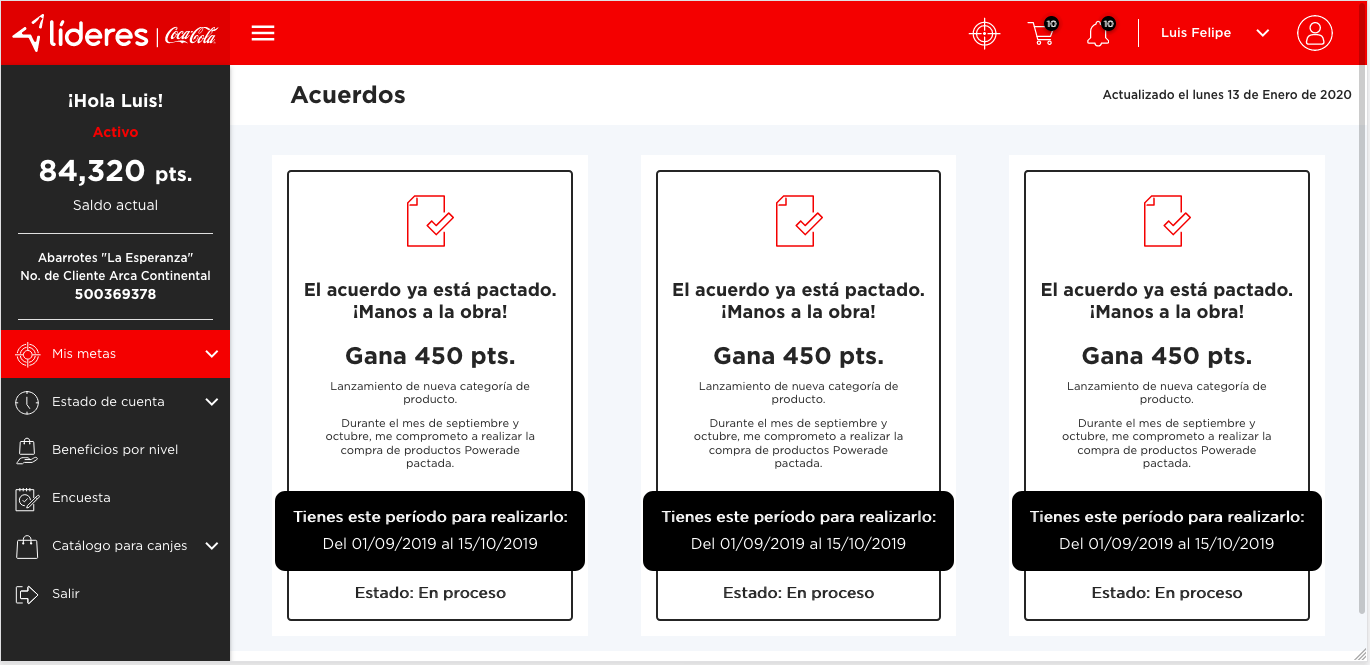 líderes | Coca-Cola
10
10
Luis Felipe
¡Hola Luis!
Activo
84,320 pts.
Saldo actual
Abarrotes "La Esperanza"
No. de Cliente Arca Continental
500369378
Mis metas
Estado de cuenta
Beneficios por nivel
Encuesta
Catálogo para canjes
Salir
Acuerdos
Actualizado el lunes 13 de Enero de 2020
El acuerdo ya está pactado.
¡Manos a la obra!
Gana 450 pts.
Lanzamiento de nueva categoría de
producto.
Durante el mes de septiembre y
octubre, me comprometo a realizar la
compra de productos Powerade
pactada.
Tienes este período para realizarlo:
Del 01/09/2019 al 15/10/2019
Estado: En proceso
El acuerdo ya está pactado.
¡Manos a la obra!
Gana 450 pts.
Lanzamiento de nueva categoría de
producto.
Durante el mes de septiembre y
octubre, me comprometo a realizar la
compra de productos Powerade
pactada.
Tienes este período para realizarlo:
Del 01/09/2019 al 15/10/2019
Estado: En proceso
El acuerdo ya está pactado.
¡Manos a la obra!
Gana 450 pts.
Lanzamiento de nueva categoría de
producto.
Durante el mes de septiembre y
octubre, me comprometo a realizar la
compra de productos Powerade
pactada.
Tienes este período para realizarlo:
Del 01/09/2019 al 15/10/2019
Estado: En proceso